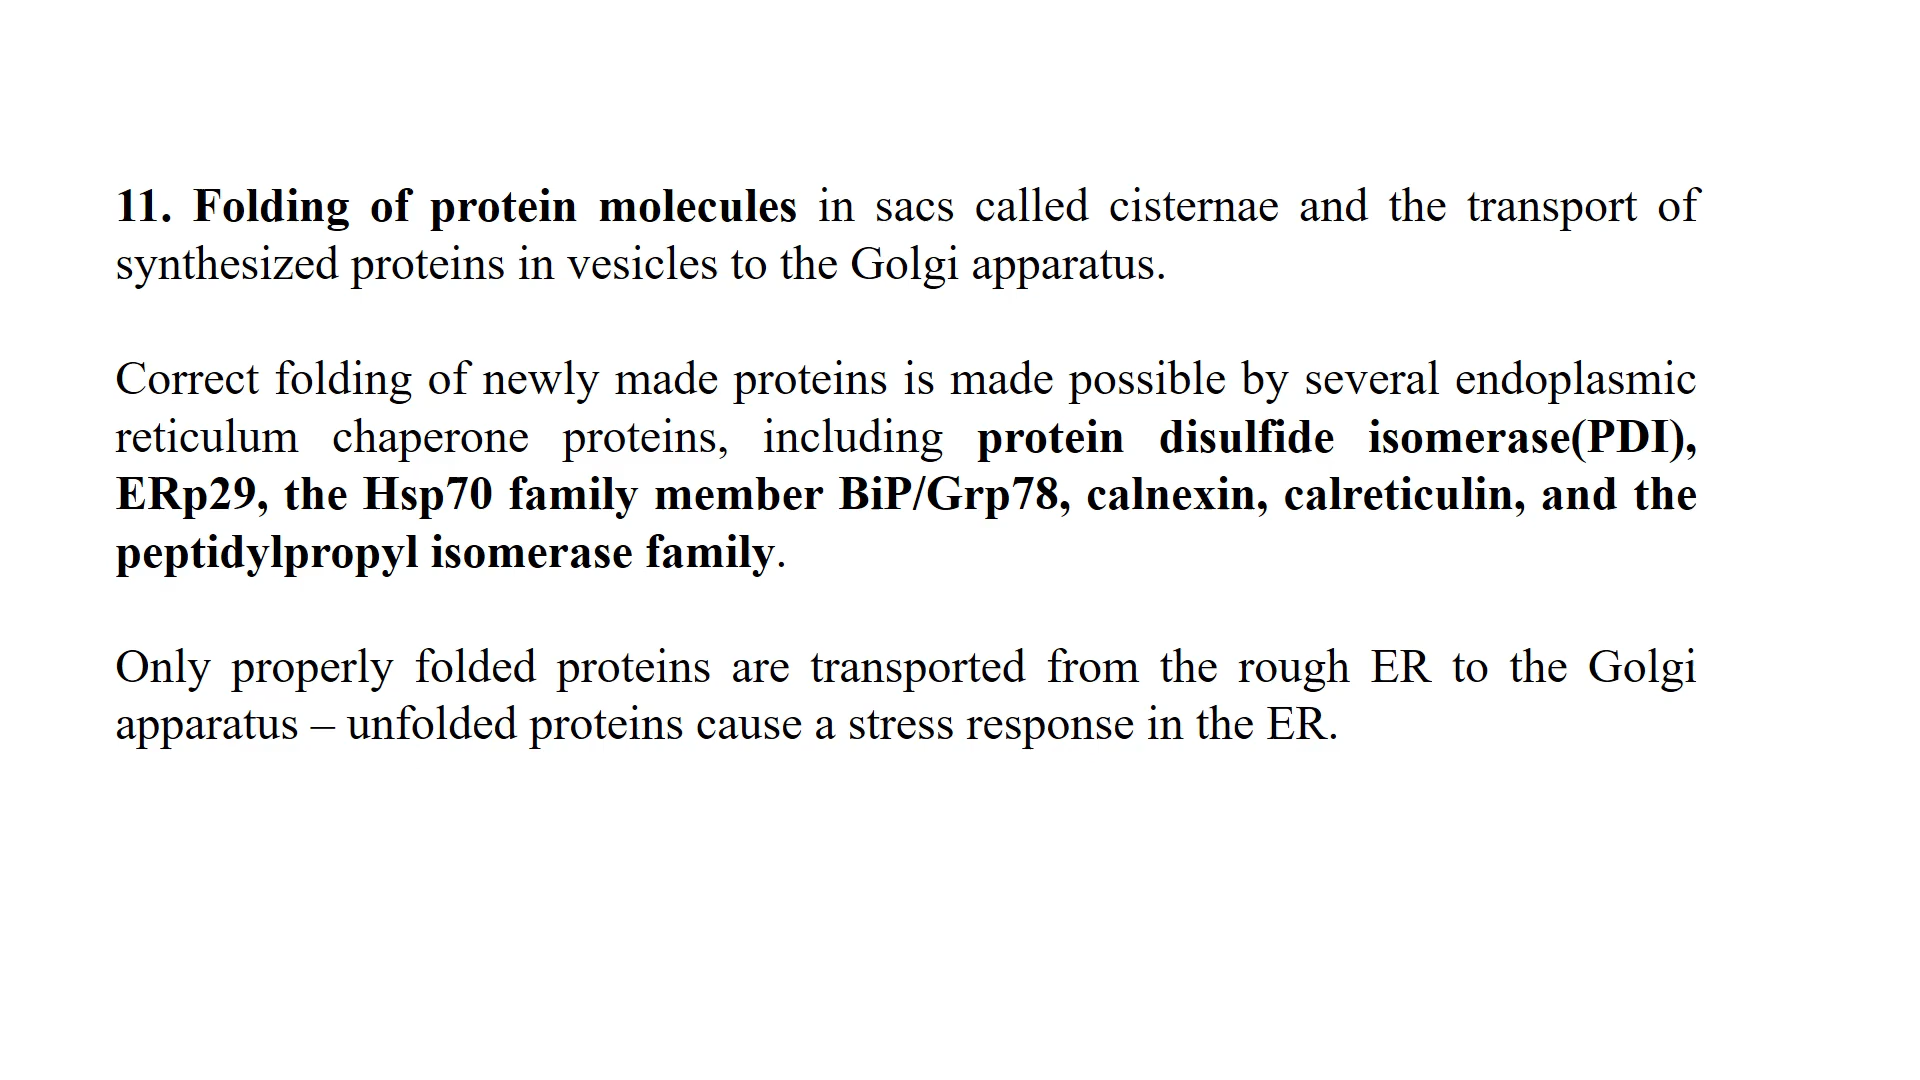 11. Folding of protein molecules in sacs called cisternae and the transport of
synthesized proteins in vesicles to the Golgi apparatus.
Correct folding of newly made proteins is made possible by several endoplasmic
reticulum chaperone proteins, including protein disulfide isomerase(PDI),
ERp29, the Hsp70 family member BiP/Grp78, calnexin, calreticulin, and the
peptidylpropyl isomerase family.
Only properly folded proteins are transported from the rough ER to the Golgi
apparatus – unfolded proteins cause a stress response in the ER.